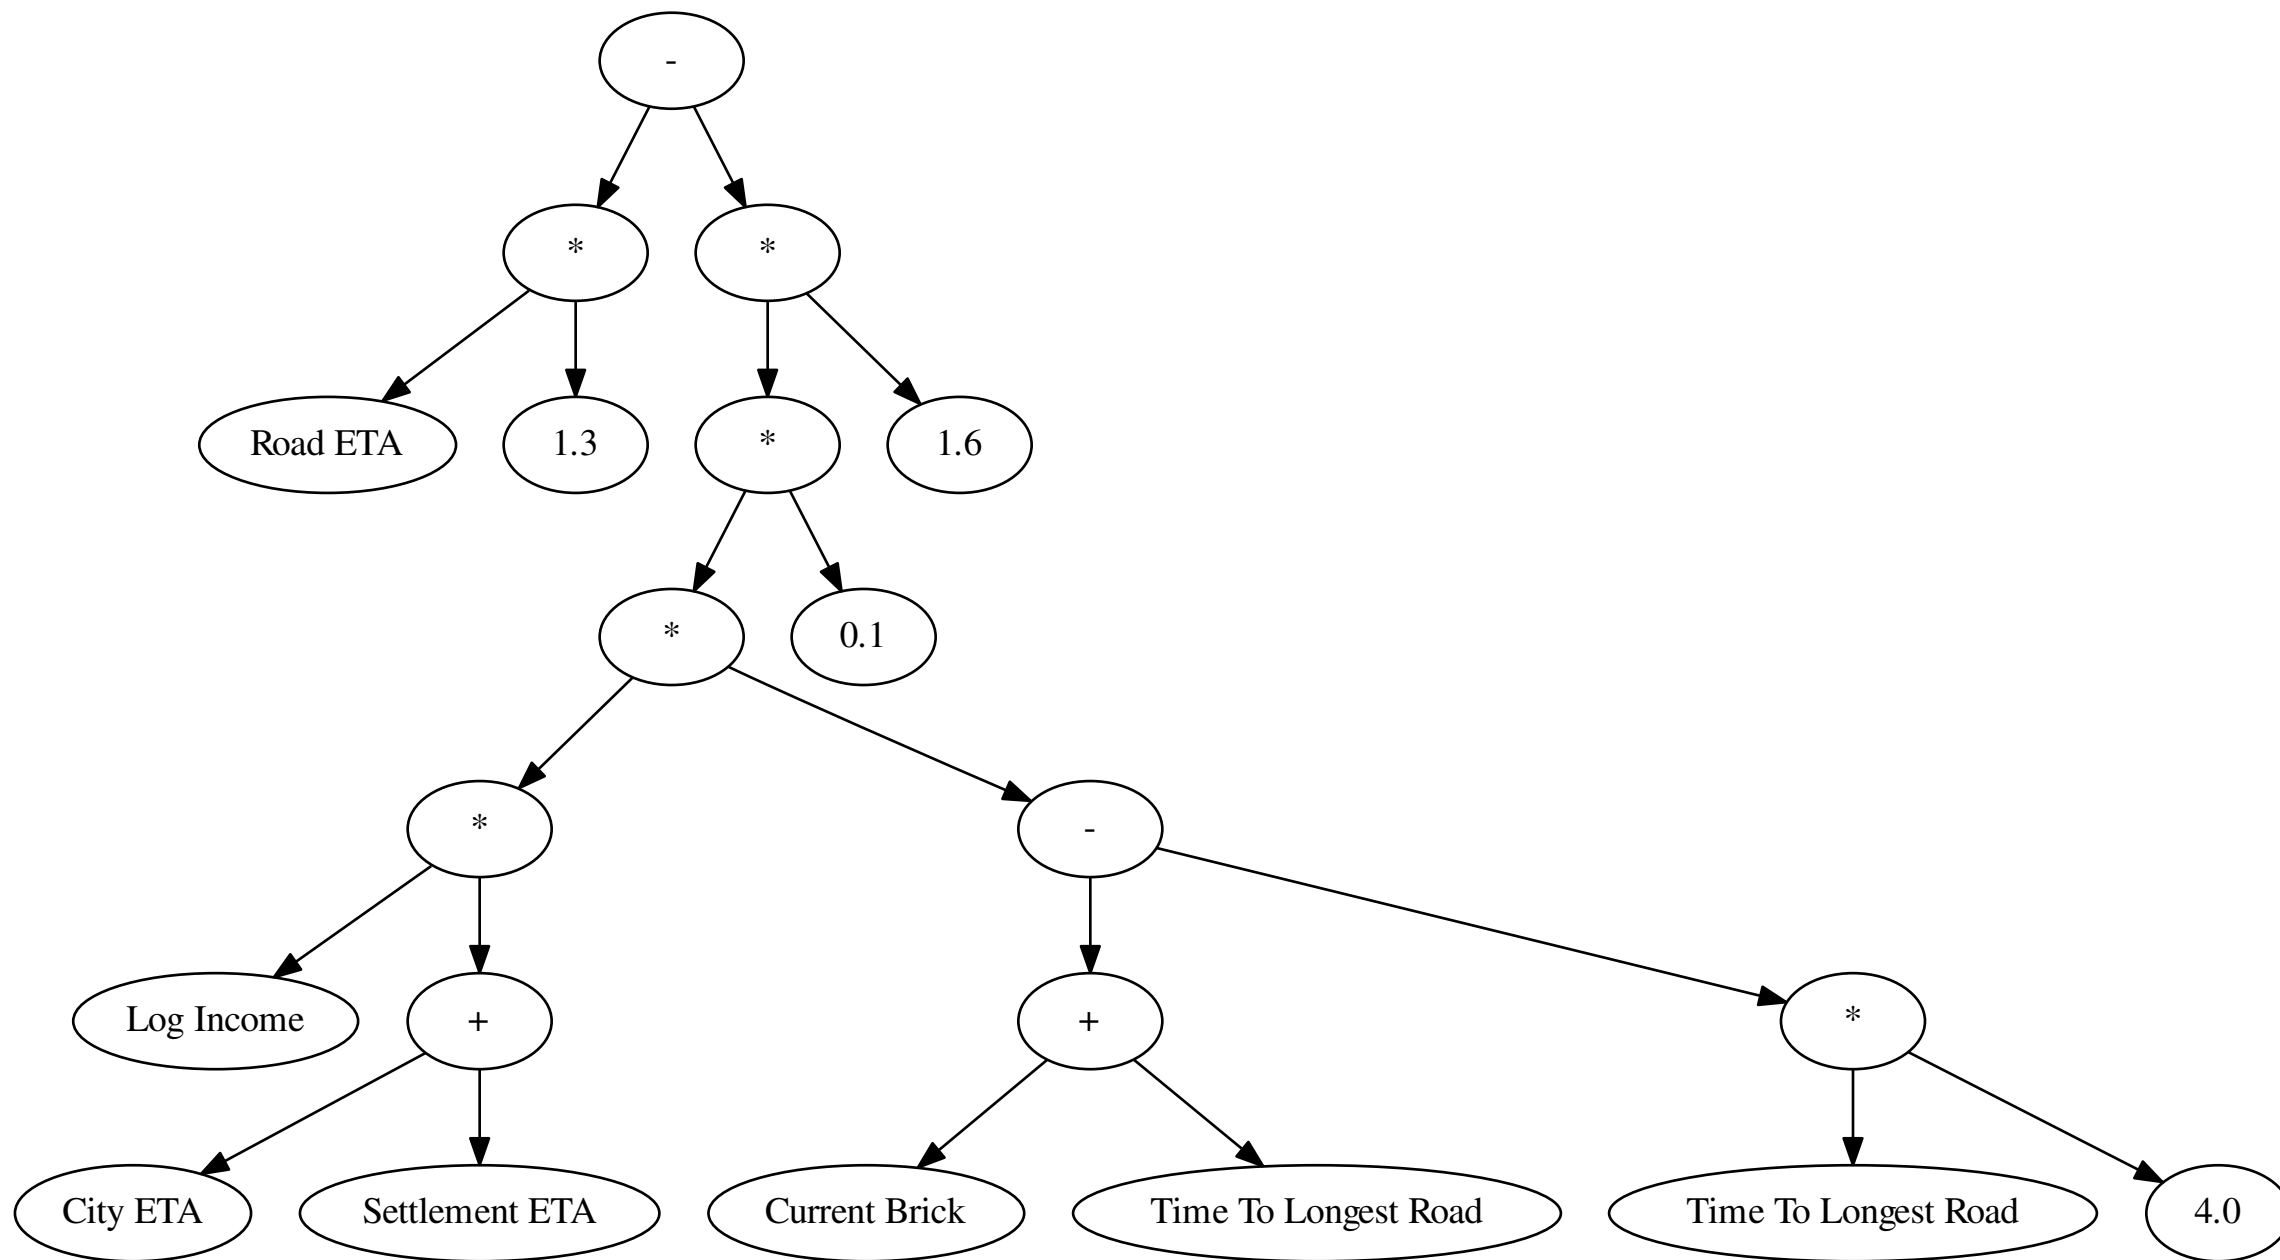 -
* *
Road ETA 1.3 * 1.6
* 0.1
* -
Log Income + + *
City ETA Settlement ETA Current Brick Time To Longest Road Time To Longest Road 4.0